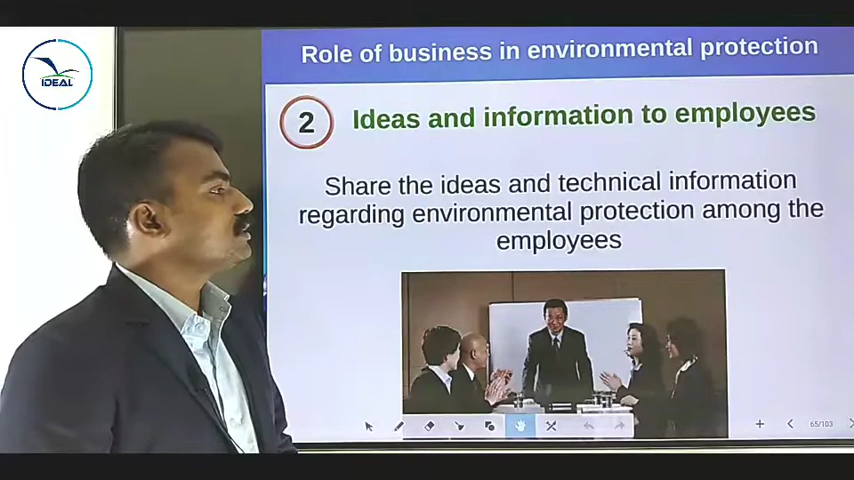 IDEAL
Role of business in environmental protection
2
Ideas and information to employees
Share the ideas and technical information
regarding environmental protection among the
employees
65/103